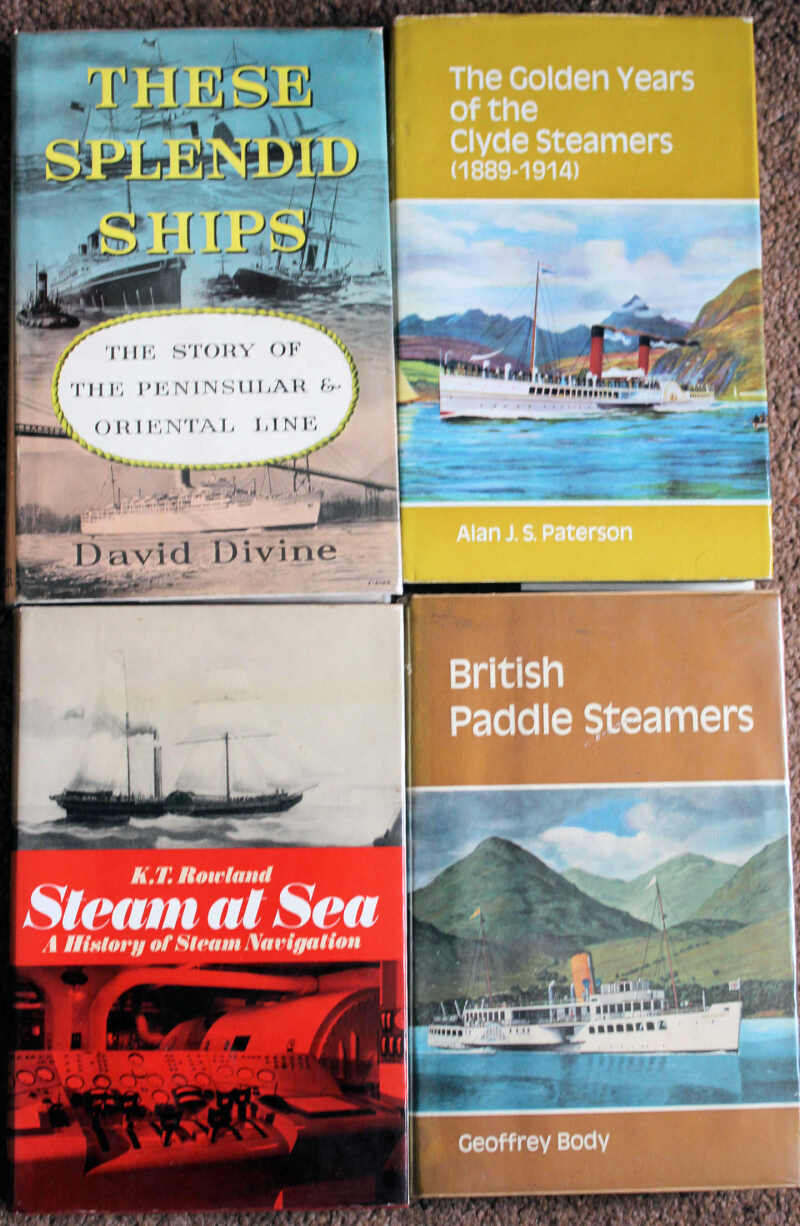 THESE
SPLENDID
SHIPS
THE STORY OF
THE PENINSULAR &
ORIENTAL LINE
David Divine
The Golden Years
of the
Clyde Steamers
(1889-1914)
Alan J. S. Paterson
K.T. Rowland
Steam at Sea
A History of Steam Navigation
British
Paddle Steamers
Geoffrey Body